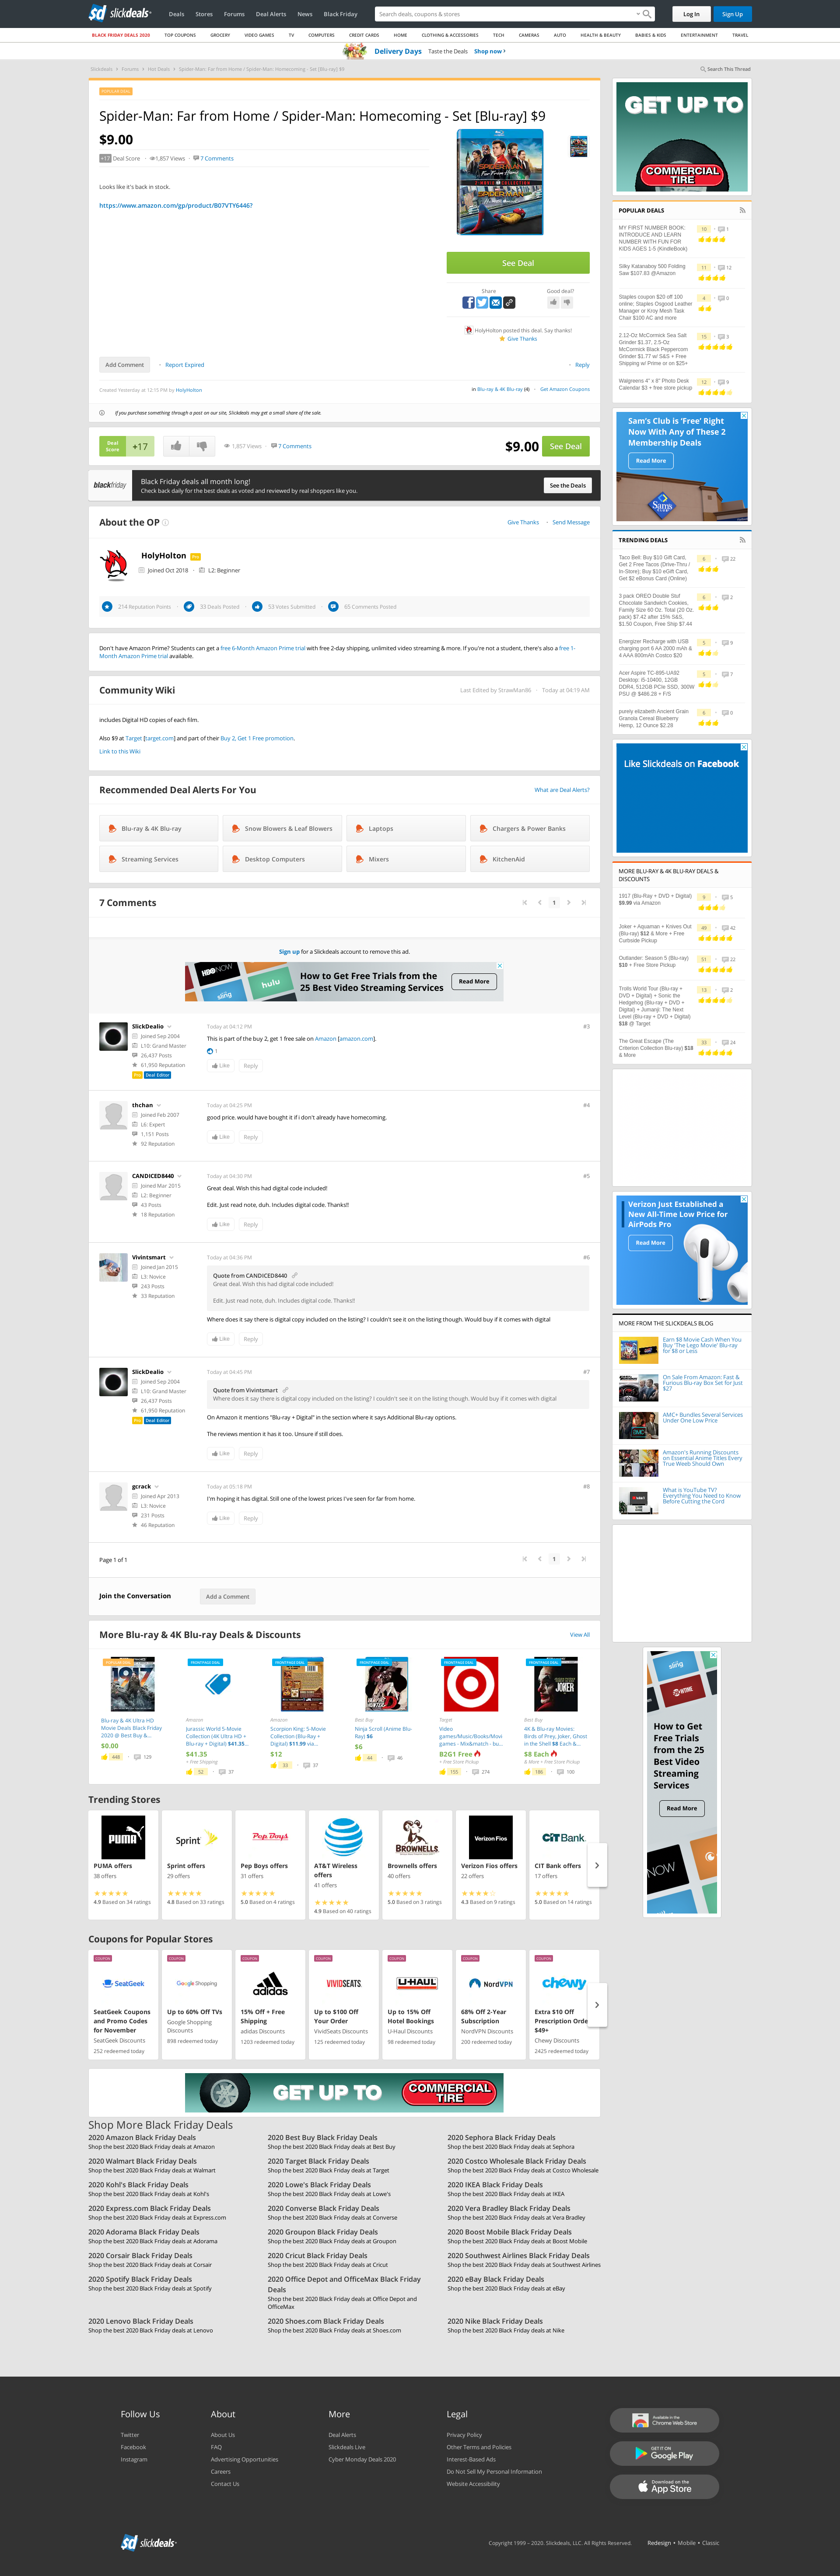 sd slickdeals
Deals Stores Forums Deal Alerts News Black Friday
Search deals, coupons & stores
Log In Sign Up
BLACK FRIDAY DEALS 2020 TOP COUPONS GROCERY VIDEO GAMES TV COMPUTERS CREDIT CARDS HOME CLOTHING & ACCESSORIES TECH CAMERAS AUTO HEALTH & BEAUTY BABIES & KIDS ENTERTAINMENT TRAVEL
Delivery Days Taste the Deals Shop now
Slickdeals Forums Hot Deals Spider-Man: Far from Home / Spider-Man: Homecoming - Set [Blu-ray] $9
Search This Thread
Spider-Man: Far from Home / Spider-Man: Homecoming - Set [Blu-ray] $9
$9.00
+17 Deal Score 1,857 Views 7 Comments
Looks like it's back in stock.
https://www.amazon.com/gp/product/B07VTY6446?
See Deal
Share Good deal?
HolyHolton posted this deal. Say thanks!
Give Thanks
Add Comment Report Expired Reply
Created Yesterday at 12:15 PM by HolyHolton
in Blu-ray & 4K Blu-ray (4) Get Amazon Coupons
If you purchase something through a post on our site, Slickdeals may get a small share of the sale.
Deal Score +17 1,857 Views 7 Comments $9.00 See Deal
blackfriday
Black Friday deals all month long!
Check back daily for the best deals as voted and reviewed by real shoppers like you.
See the Deals
About the OP
Give Thanks Send Message
HolyHolton
Joined Oct 2018 L2: Beginner
214 Reputation Points 33 Deals Posted 53 Votes Submitted 65 Comments Posted
Don't have Amazon Prime? Students can get a free 6-Month Amazon Prime trial with free 2-day shipping, unlimited video streaming & more. If you're not a student, there's also a free 1-
Month Amazon Prime trial available.
Community Wiki
Last Edited by StrawMan86 Today at 04:19 AM
includes Digital HD copies of each film.
Also $9 at Target [target.com] and part of their Buy 2, Get 1 Free promotion.
Link to this Wiki
Recommended Deal Alerts For You
What are Deal Alerts?
Blu-ray & 4K Blu-ray Snow Blowers & Leaf Blowers Laptops Chargers & Power Banks
Streaming Services Desktop Computers Mixers KitchenAid
7 Comments
1
Sign up for a Slickdeals account to remove this ad.
HBO NOW sling hulu
How to Get Free Trials from the
25 Best Video Streaming Services
Read More
SlickDealio
Joined Sep 2004
L10: Grand Master
26,437 Posts
61,950 Reputation
Pro Deal Editor
Today at 04:12 PM #3
This is part of the buy 2, get 1 free sale on Amazon [amazon.com].
1
Like Reply
thchan
Joined Feb 2007
L6: Expert
1,151 Posts
92 Reputation
Today at 04:25 PM #4
good price. would have bought it if i don't already have homecoming.
Like Reply
CANDICED8440
Joined Mar 2015
L2: Beginner
43 Posts
18 Reputation
Today at 04:30 PM #5
Great deal. Wish this had digital code included!
Edit. Just read note, duh. Includes digital code. Thanks!!
Like Reply
Vivintsmart
Joined Jan 2015
L3: Novice
243 Posts
33 Reputation
Today at 04:36 PM #6
Quote from CANDICED8440
Great deal. Wish this had digital code included!
Edit. Just read note, duh. Includes digital code. Thanks!!
Where does it say there is digital copy included on the listing? I couldn't see it on the listing though. Would buy if it comes with digital
Like Reply
SlickDealio
Joined Sep 2004
L10: Grand Master
26,437 Posts
61,950 Reputation
Pro Deal Editor
Today at 04:45 PM #7
Quote from Vivintsmart
Where does it say there is digital copy included on the listing? I couldn't see it on the listing though. Would buy if it comes with digital
On Amazon it mentions "Blu-ray + Digital" in the section where it says Additional Blu-ray options.
The reviews mention it has it too. Unsure if still does.
Like Reply
gcrack
Joined Apr 2013
L3: Novice
231 Posts
46 Reputation
Today at 05:18 PM #8
I'm hoping it has digital. Still one of the lowest prices I've seen for far from home.
Like Reply
Page 1 of 1 1
Join the Conversation Add a Comment
More Blu-ray & 4K Blu-ray Deals & Discounts
View All
Blu-ray & 4K Ultra HD
Movie Deals Black Friday
2020 @ Best Buy &...
$0.00
448 129
Amazon
Jurassic World 5-Movie
Collection (4K Ultra HD +
Blu-ray + Digital) $41.35...
$41.35
+ Free Shipping
52 37
Amazon
Scorpion King: 5-Movie
Collection (Blu-Ray +
Digital) $11.99 via...
$12
33 37
Best Buy
Ninja Scroll (Anime Blu-
Ray) $6
$6
44 46
Target
Video
games/Music/Books/Movi
games - Mix&match - bu...
B2G1 Free
+ Free Store Pickup
155 274
Best Buy
4K & Blu-ray Movies:
Birds of Prey, Joker, Ghost
in the Shell $8 Each &...
$8 Each
& More + Free Store Pickup
186 100
Trending Stores
PUMA offers
38 offers
4.9 Based on 34 ratings
Sprint offers
29 offers
4.8 Based on 33 ratings
Pep Boys offers
31 offers
5.0 Based on 4 ratings
AT&T Wireless
offers
41 offers
4.9 Based on 40 ratings
Brownells offers
40 offers
5.0 Based on 3 ratings
Verizon Fios offers
22 offers
4.3 Based on 9 ratings
CIT Bank offers
17 offers
5.0 Based on 14 ratings
Coupons for Popular Stores
COUPON
SeatGeek
SeatGeek Coupons
and Promo Codes
for November
SeatGeek Discounts
252 redeemed today
COUPON
Google Shopping
Up to 60% Off TVs
Google Shopping
Discounts
898 redeemed today
COUPON
adidas
15% Off + Free
Shipping
adidas Discounts
1203 redeemed today
COUPON
VIVID SEATS
Up to $100 Off
Your Order
VividSeats Discounts
125 redeemed today
COUPON
U-HAUL
Up to 15% Off
Hotel Bookings
U-Haul Discounts
98 redeemed today
COUPON
NordVPN
68% Off 2-Year
Subscription
NordVPN Discounts
200 redeemed today
COUPON
chewy
Extra $10 Off
Prescription Orde
$49+
Chewy Discounts
2425 redeemed today
GET UP TO COMMERCIAL TIRE
Shop More Black Friday Deals
2020 Amazon Black Friday Deals
Shop the best 2020 Black Friday deals at Amazon
2020 Best Buy Black Friday Deals
Shop the best 2020 Black Friday deals at Best Buy
2020 Sephora Black Friday Deals
Shop the best 2020 Black Friday deals at Sephora
2020 Walmart Black Friday Deals
Shop the best 2020 Black Friday deals at Walmart
2020 Target Black Friday Deals
Shop the best 2020 Black Friday deals at Target
2020 Costco Wholesale Black Friday Deals
Shop the best 2020 Black Friday deals at Costco Wholesale
2020 Kohl's Black Friday Deals
Shop the best 2020 Black Friday deals at Kohl's
2020 Lowe's Black Friday Deals
Shop the best 2020 Black Friday deals at Lowe's
2020 IKEA Black Friday Deals
Shop the best 2020 Black Friday deals at IKEA
2020 Express.com Black Friday Deals
Shop the best 2020 Black Friday deals at Express.com
2020 Converse Black Friday Deals
Shop the best 2020 Black Friday deals at Converse
2020 Vera Bradley Black Friday Deals
Shop the best 2020 Black Friday deals at Vera Bradley
2020 Adorama Black Friday Deals
Shop the best 2020 Black Friday deals at Adorama
2020 Groupon Black Friday Deals
Shop the best 2020 Black Friday deals at Groupon
2020 Boost Mobile Black Friday Deals
Shop the best 2020 Black Friday deals at Boost Mobile
2020 Corsair Black Friday Deals
Shop the best 2020 Black Friday deals at Corsair
2020 Cricut Black Friday Deals
Shop the best 2020 Black Friday deals at Cricut
2020 Southwest Airlines Black Friday Deals
Shop the best 2020 Black Friday deals at Southwest Airlines
2020 Spotify Black Friday Deals
Shop the best 2020 Black Friday deals at Spotify
2020 Office Depot and OfficeMax Black Friday
Deals
Shop the best 2020 Black Friday deals at Office Depot and
OfficeMax
2020 eBay Black Friday Deals
Shop the best 2020 Black Friday deals at eBay
2020 Lenovo Black Friday Deals
Shop the best 2020 Black Friday deals at Lenovo
2020 Shoes.com Black Friday Deals
Shop the best 2020 Black Friday deals at Shoes.com
2020 Nike Black Friday Deals
Shop the best 2020 Black Friday deals at Nike
GET UP TO
COMMERCIAL TIRE
POPULAR DEALS
MY FIRST NUMBER BOOK:
INTRODUCE AND LEARN
NUMBER WITH FUN FOR
KIDS AGES 1-5 (KindleBook)
10 1
Silky Katanaboy 500 Folding
Saw $107.83 @Amazon
11 12
Staples coupon $20 off 100
online; Staples Osgood Leather
Manager or Kroy Mesh Task
Chair $100 AC and more
4 0
2.12-Oz McCormick Sea Salt
Grinder $1.37, 2.5-Oz
McCormick Black Peppercorn
Grinder $1.77 w/ S&S + Free
Shipping w/ Prime or on $25+
15 3
Walgreens 4" x 8" Photo Desk
Calendar $3 + free store pickup
12 9
Sam's Club is 'Free' Right
Now With Any of These 2
Membership Deals
Read More
TRENDING DEALS
Taco Bell: Buy $10 Gift Card,
Get 2 Free Tacos (Drive-Thru /
In-Store); Buy $10 eGift Card,
Get $2 eBonus Card (Online)
6 22
3 pack OREO Double Stuf
Chocolate Sandwich Cookies,
Family Size 60 Oz. Total (20 Oz.
pack) $7.42 after 15% S&S,
$1.50 Coupon, Free Ship $7.44
6 2
Energizer Recharge with USB
charging port 6 AA 2000 mAh &
4 AAA 800mAh Costco $20
5 9
Acer Aspire TC-895-UA92
Desktop, i5-10400, 12GB
DDR4, 512GB PCIe SSD, 300W
PSU @ $486.28 + F/S
5 7
purely elizabeth Ancient Grain
Granola Cereal Blueberry
Hemp, 12 Ounce $2.28
6 0
Like Slickdeals on Facebook
MORE BLU-RAY & 4K BLU-RAY DEALS &
DISCOUNTS
1917 (Blu-Ray + DVD + Digital)
$9.99 via Amazon
9 5
Joker + Aquaman + Knives Out
(Blu-ray) $12 & More + Free
Curbside Pickup
49 42
Outlander: Season 5 (Blu-ray)
$10 + Free Store Pickup
51 22
Trolls World Tour (Blu-ray +
DVD + Digital) + Sonic the
Hedgehog (Blu-ray + DVD +
Digital) + Jumanji: The Next
Level (Blu-ray + DVD + Digital)
$18 @ Target
13 2
The Great Escape (The
Criterion Collection Blu-ray) $18
& More
33 24
Verizon Just Established a
New All-Time Low Price for
AirPods Pro
Read More
MORE FROM THE SLICKDEALS BLOG
Earn $8 Movie Cash When You
Buy 'The Lego Movie' Blu-ray
for $8 or Less
On Sale From Amazon: Fast &
Furious Blu-ray Box Set for Just
$27
AMC+ Bundles Several Services
Under One Low Price
Amazon's Running Discounts
on Essential Anime Titles Every
True Weeb Should Own
What is YouTube TV?
Everything You Need to Know
Before Cutting the Cord
sling
SHOWTIME
How to Get
Free Trials
from the 25
Best Video
Streaming
Services
Read More
NOW
Follow Us About More Legal
Twitter
Facebook
Instagram
About Us
FAQ
Advertising Opportunities
Careers
Contact Us
Deal Alerts
Slickdeals Live
Cyber Monday Deals 2020
Privacy Policy
Other Terms and Policies
Interest-Based Ads
Do Not Sell My Personal Information
Website Accessibility
Available in the
Chrome Web Store
GET IT ON
Google Play
Download on the
App Store
sd slickdeals
Copyright 1999 – 2020. Slickdeals, LLC. All Rights Reserved. Redesign • Mobile • Classic